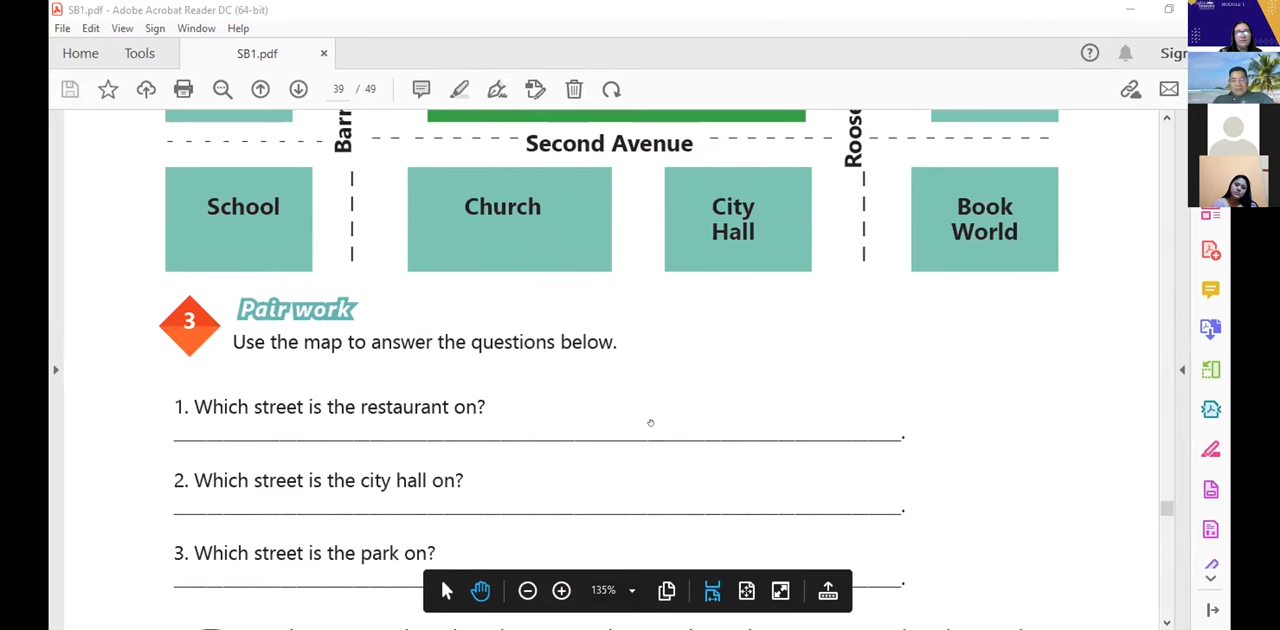 SB1.pdf - Adobe Acrobat Reader DC (64-bit)
MODULE 1
File Edit View Sign Window Help
Home Tools SB1.pdf × Sign
39 / 49
Barr
Second Avenue
Roose
School Church City Hall Book World
3 Pair work
Use the map to answer the questions below.
1. Which street is the restaurant on?
2. Which street is the city hall on?
3. Which street is the park on?
135%